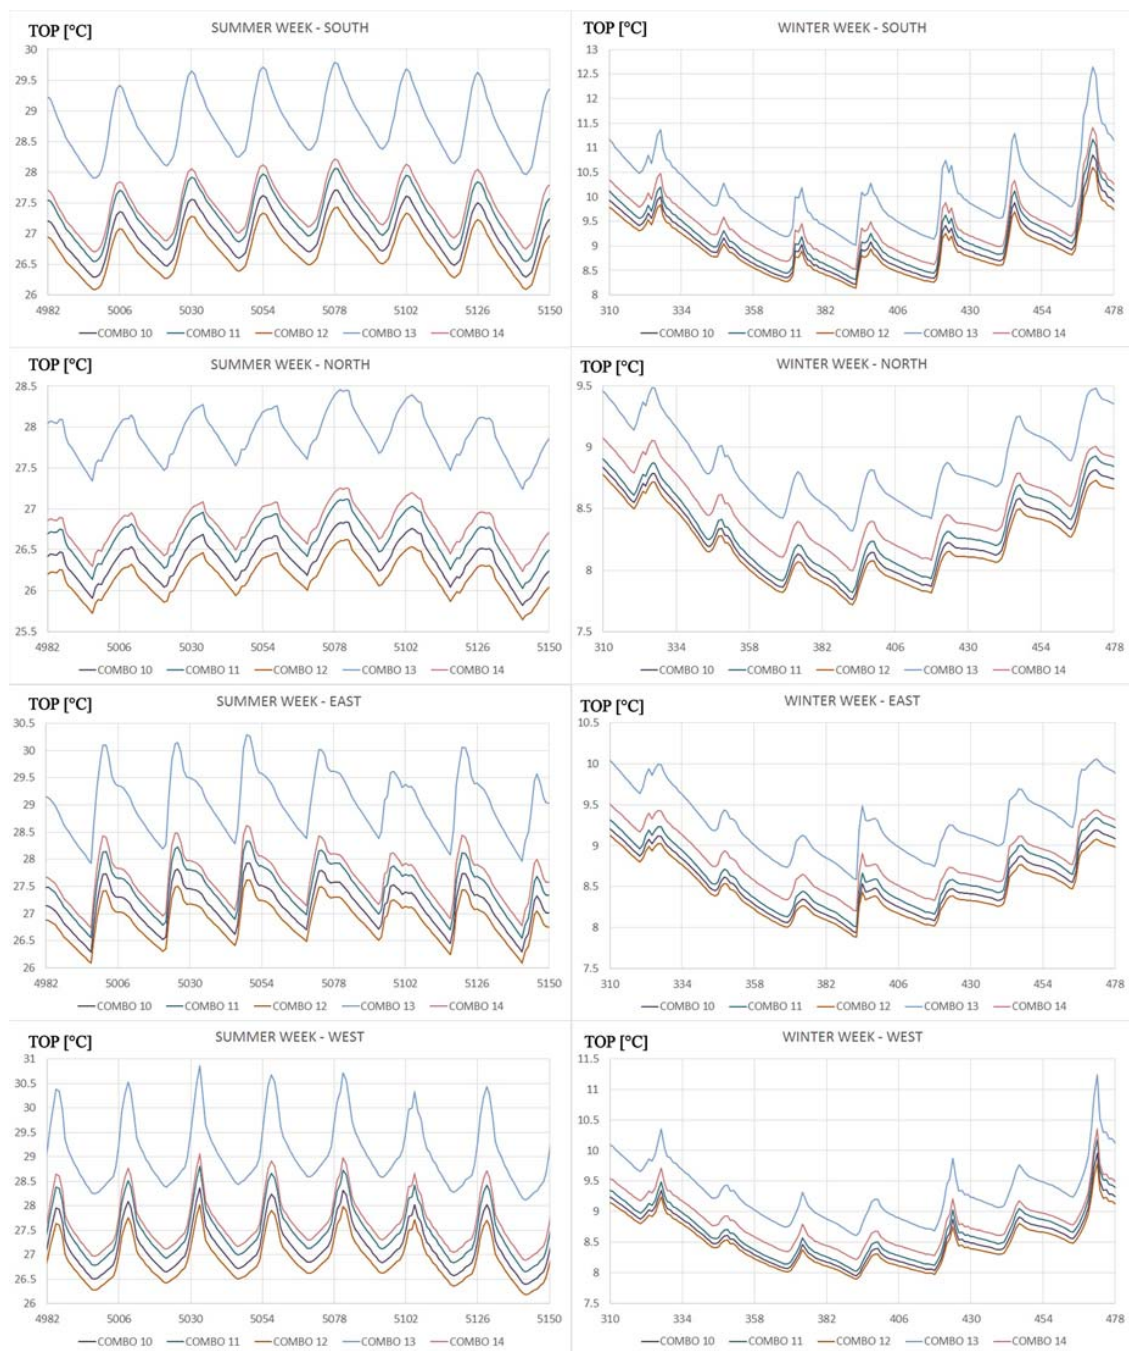 TOP [°C] SUMMER WEEK - SOUTH
30
29.5
29
28.5
28
27.5
27
26.5
26
4982 5006 5030 5054 5078 5102 5126 5150
COMBO 10 COMBO 11 COMBO 12 COMBO 13 COMBO 14
TOP [°C] WINTER WEEK - SOUTH
13
12.5
12
11.5
11
10.5
10
9.5
9
8.5
8
310 334 358 382 406 430 454 478
COMBO 10 COMBO 11 COMBO 12 COMBO 13 COMBO 14
TOP [°C] SUMMER WEEK - NORTH
28.5
28
27.5
27
26.5
26
25.5
4982 5006 5030 5054 5078 5102 5126 5150
COMBO 10 COMBO 11 COMBO 12 COMBO 13 COMBO 14
TOP [°C] WINTER WEEK - NORTH
9.5
9
8.5
8
7.5
310 334 358 382 406 430 454 478
COMBO 10 COMBO 11 COMBO 12 COMBO 13 COMBO 14
TOP [°C] SUMMER WEEK - EAST
30.5
30
29.5
29
28.5
28
27.5
27
26.5
26
4982 5006 5030 5054 5078 5102 5126 5150
COMBO 10 COMBO 11 COMBO 12 COMBO 13 COMBO 14
TOP [°C] WINTER WEEK - EAST
10.5
10
9.5
9
8.5
8
7.5
310 334 358 382 406 430 454 478
COMBO 10 COMBO 11 COMBO 12 COMBO 13 COMBO 14
TOP [°C] SUMMER WEEK - WEST
31
30.5
30
29.5
29
28.5
28
27.5
27
26.5
26
4982 5006 5030 5054 5078 5102 5126 5150
COMBO 10 COMBO 11 COMBO 12 COMBO 13 COMBO 14
TOP [°C] WINTER WEEK - WEST
11.5
11
10.5
10
9.5
9
8.5
8
7.5
310 334 358 382 406 430 454 478
COMBO 10 COMBO 11 COMBO 12 COMBO 13 COMBO 14